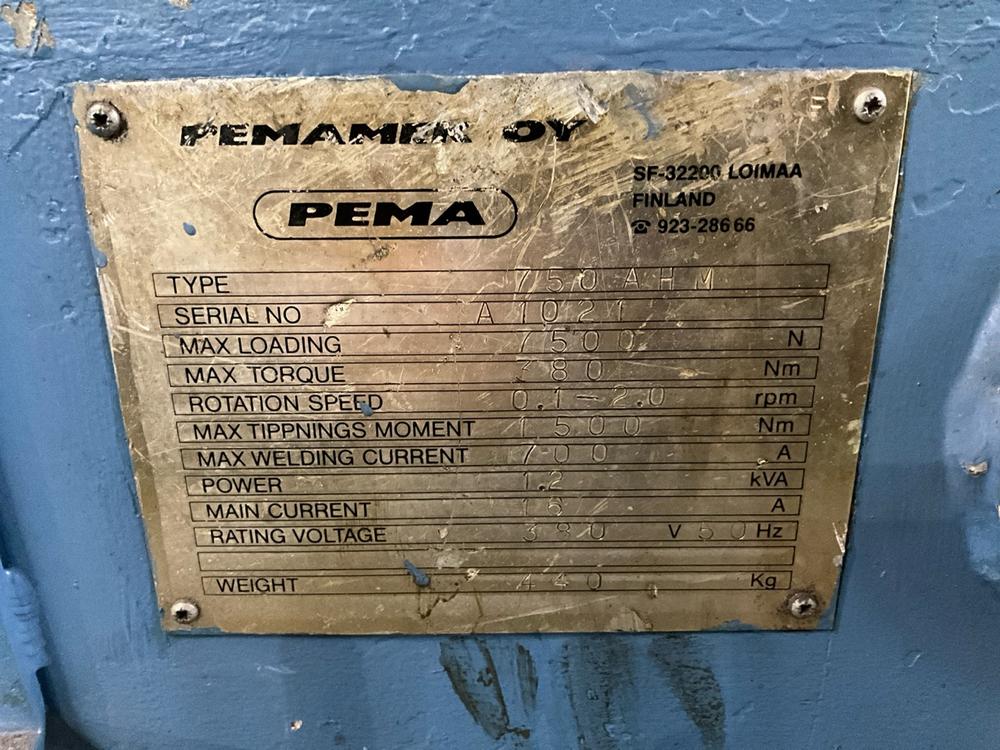 PEMAMEK OY
PEMA
SF-32200 LOIMAA
FINLAND
☎ 923-286 66
TYPE 750 AHM
SERIAL NO A 1021
MAX LOADING 7500 N
MAX TORQUE 380 Nm
ROTATION SPEED 0.1-2.0 rpm
MAX TIPPNINGS MOMENT 1500 Nm
MAX WELDING CURRENT 700 A
POWER 1.2 kVA
MAIN CURRENT 16 A
RATING VOLTAGE 380 V 50 Hz
WEIGHT 440 Kg